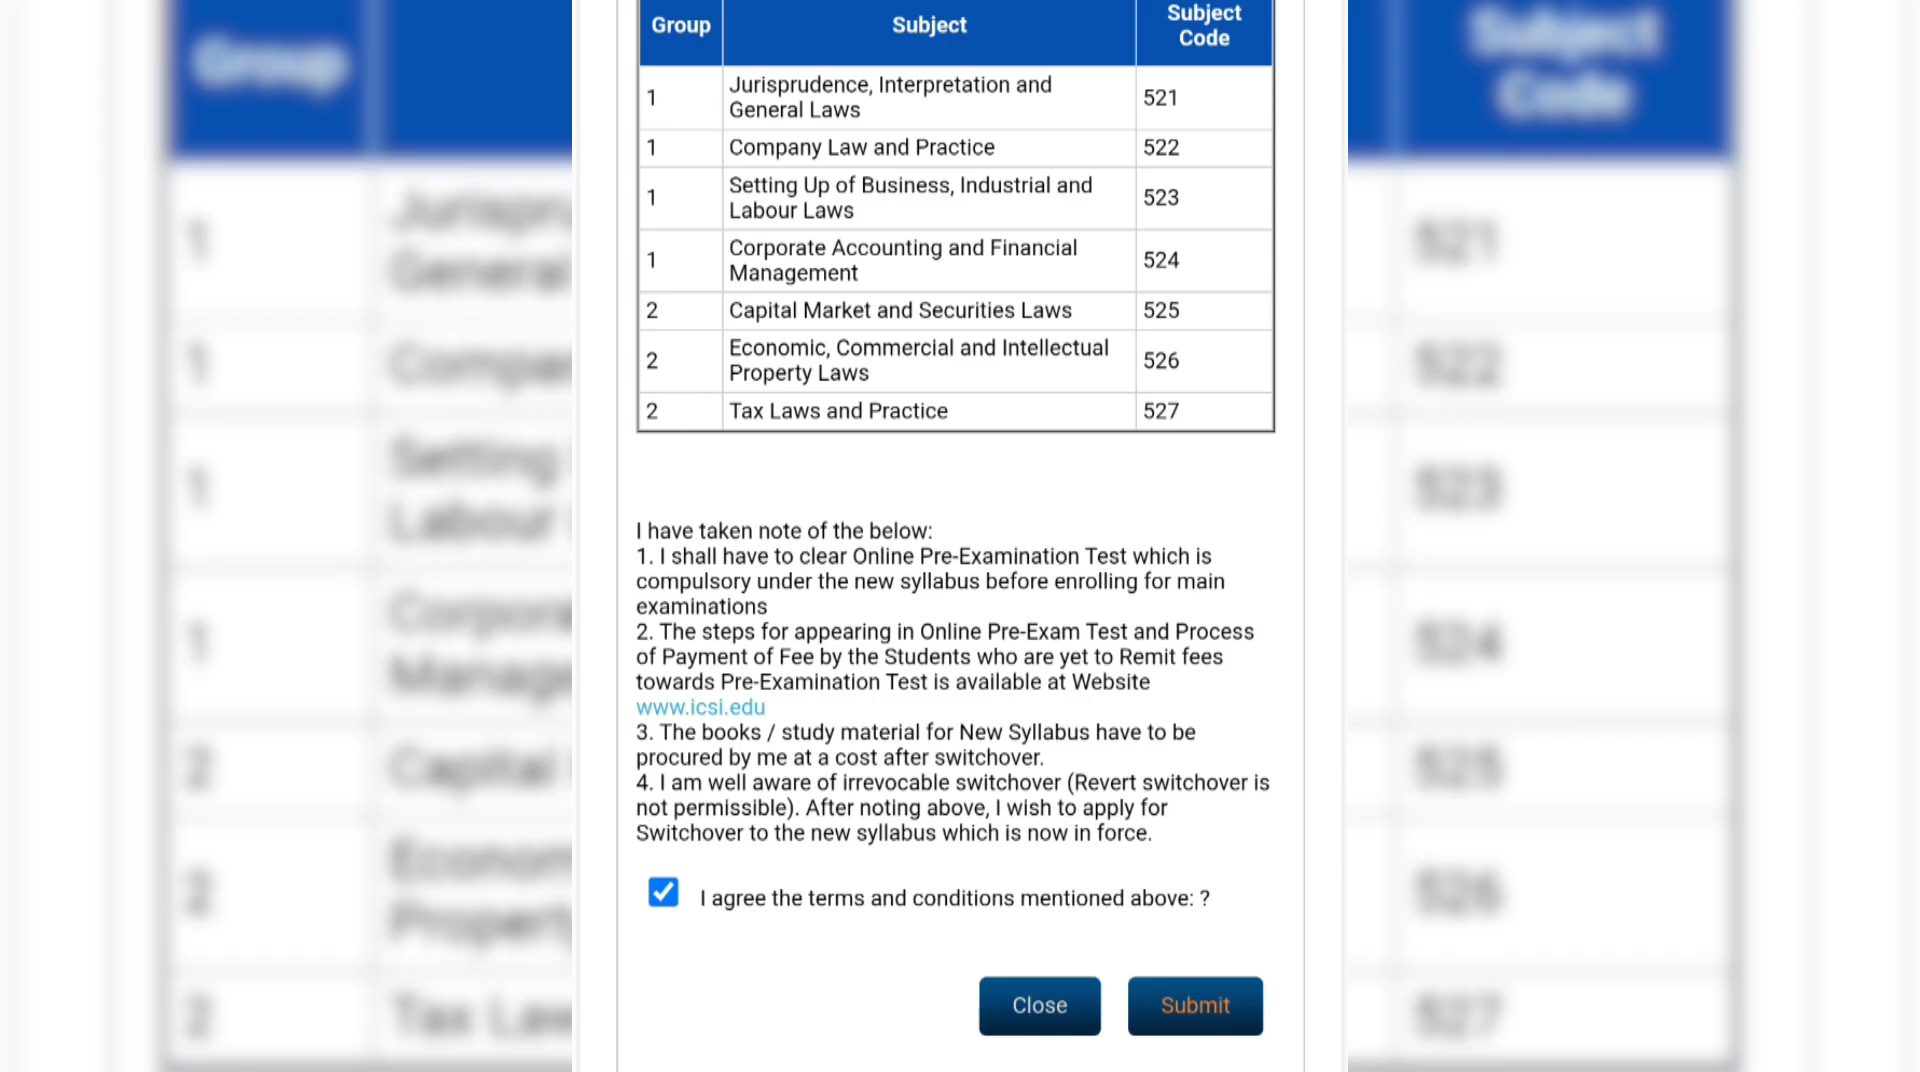 Group Subject Subject Code
1 Jurisprudence, Interpretation and General Laws 521
1 Company Law and Practice 522
1 Setting Up of Business, Industrial and Labour Laws 523
1 Corporate Accounting and Financial Management 524
2 Capital Market and Securities Laws 525
2 Economic, Commercial and Intellectual Property Laws 526
2 Tax Laws and Practice 527
I have taken note of the below:
1. I shall have to clear Online Pre-Examination Test which is
compulsory under the new syllabus before enrolling for main
examinations
2. The steps for appearing in Online Pre-Exam Test and Process
of Payment of Fee by the Students who are yet to Remit fees
towards Pre-Examination Test is available at Website
www.icsi.edu
3. The books / study material for New Syllabus have to be
procured by me at a cost after switchover.
4. I am well aware of irrevocable switchover (Revert switchover is
not permissible). After noting above, I wish to apply for
Switchover to the new syllabus which is now in force.
I agree the terms and conditions mentioned above: ?
Close Submit